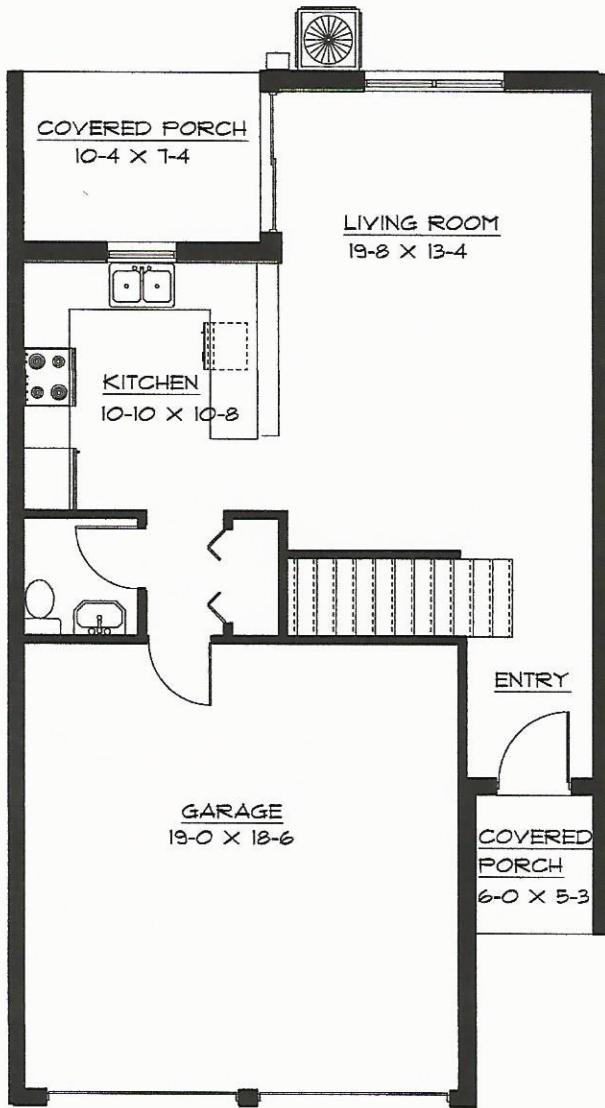 COVERED PORCH
10-4 X 7-4
LIVING ROOM
19-8 X 13-4
KITCHEN
10-10 X 10-8
ENTRY
GARAGE
19-0 X 18-6
COVERED
PORCH
6-0 X 5-3